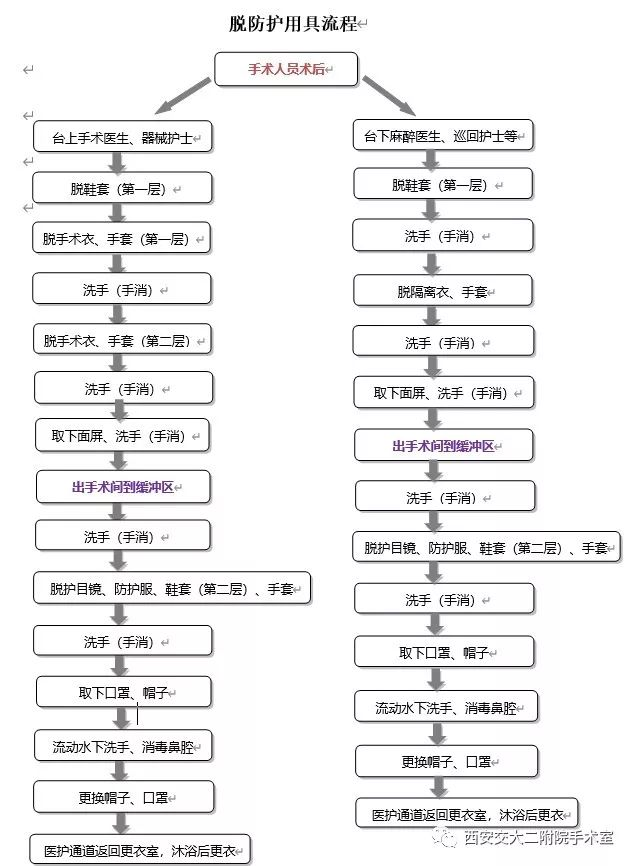 脱防护用具流程
手术人员术后
台上手术医生、器械护士
脱鞋套（第一层）
脱手术衣、手套（第一层）
洗手（手消）
脱手术衣、手套（第二层）
洗手（手消）
取下面屏、洗手（手消）
出手术间到缓冲区
洗手（手消）
脱护目镜、防护服、鞋套（第二层）、手套
洗手（手消）
取下口罩、帽子
流动水下洗手、消毒鼻腔
更换帽子、口罩
医护通道返回更衣室，沐浴后更衣
台下麻醉医生、巡回护士等
脱鞋套（第一层）
洗手（手消）
脱隔离衣、手套
洗手（手消）
取下面屏、洗手（手消）
出手术间到缓冲区
洗手（手消）
脱护目镜、防护服、鞋套（第二层）、手套
洗手（手消）
取下口罩、帽子
流动水下洗手、消毒鼻腔
更换帽子、口罩
医护通道返回更衣室，沐浴后更衣
西安交大二附院手术室